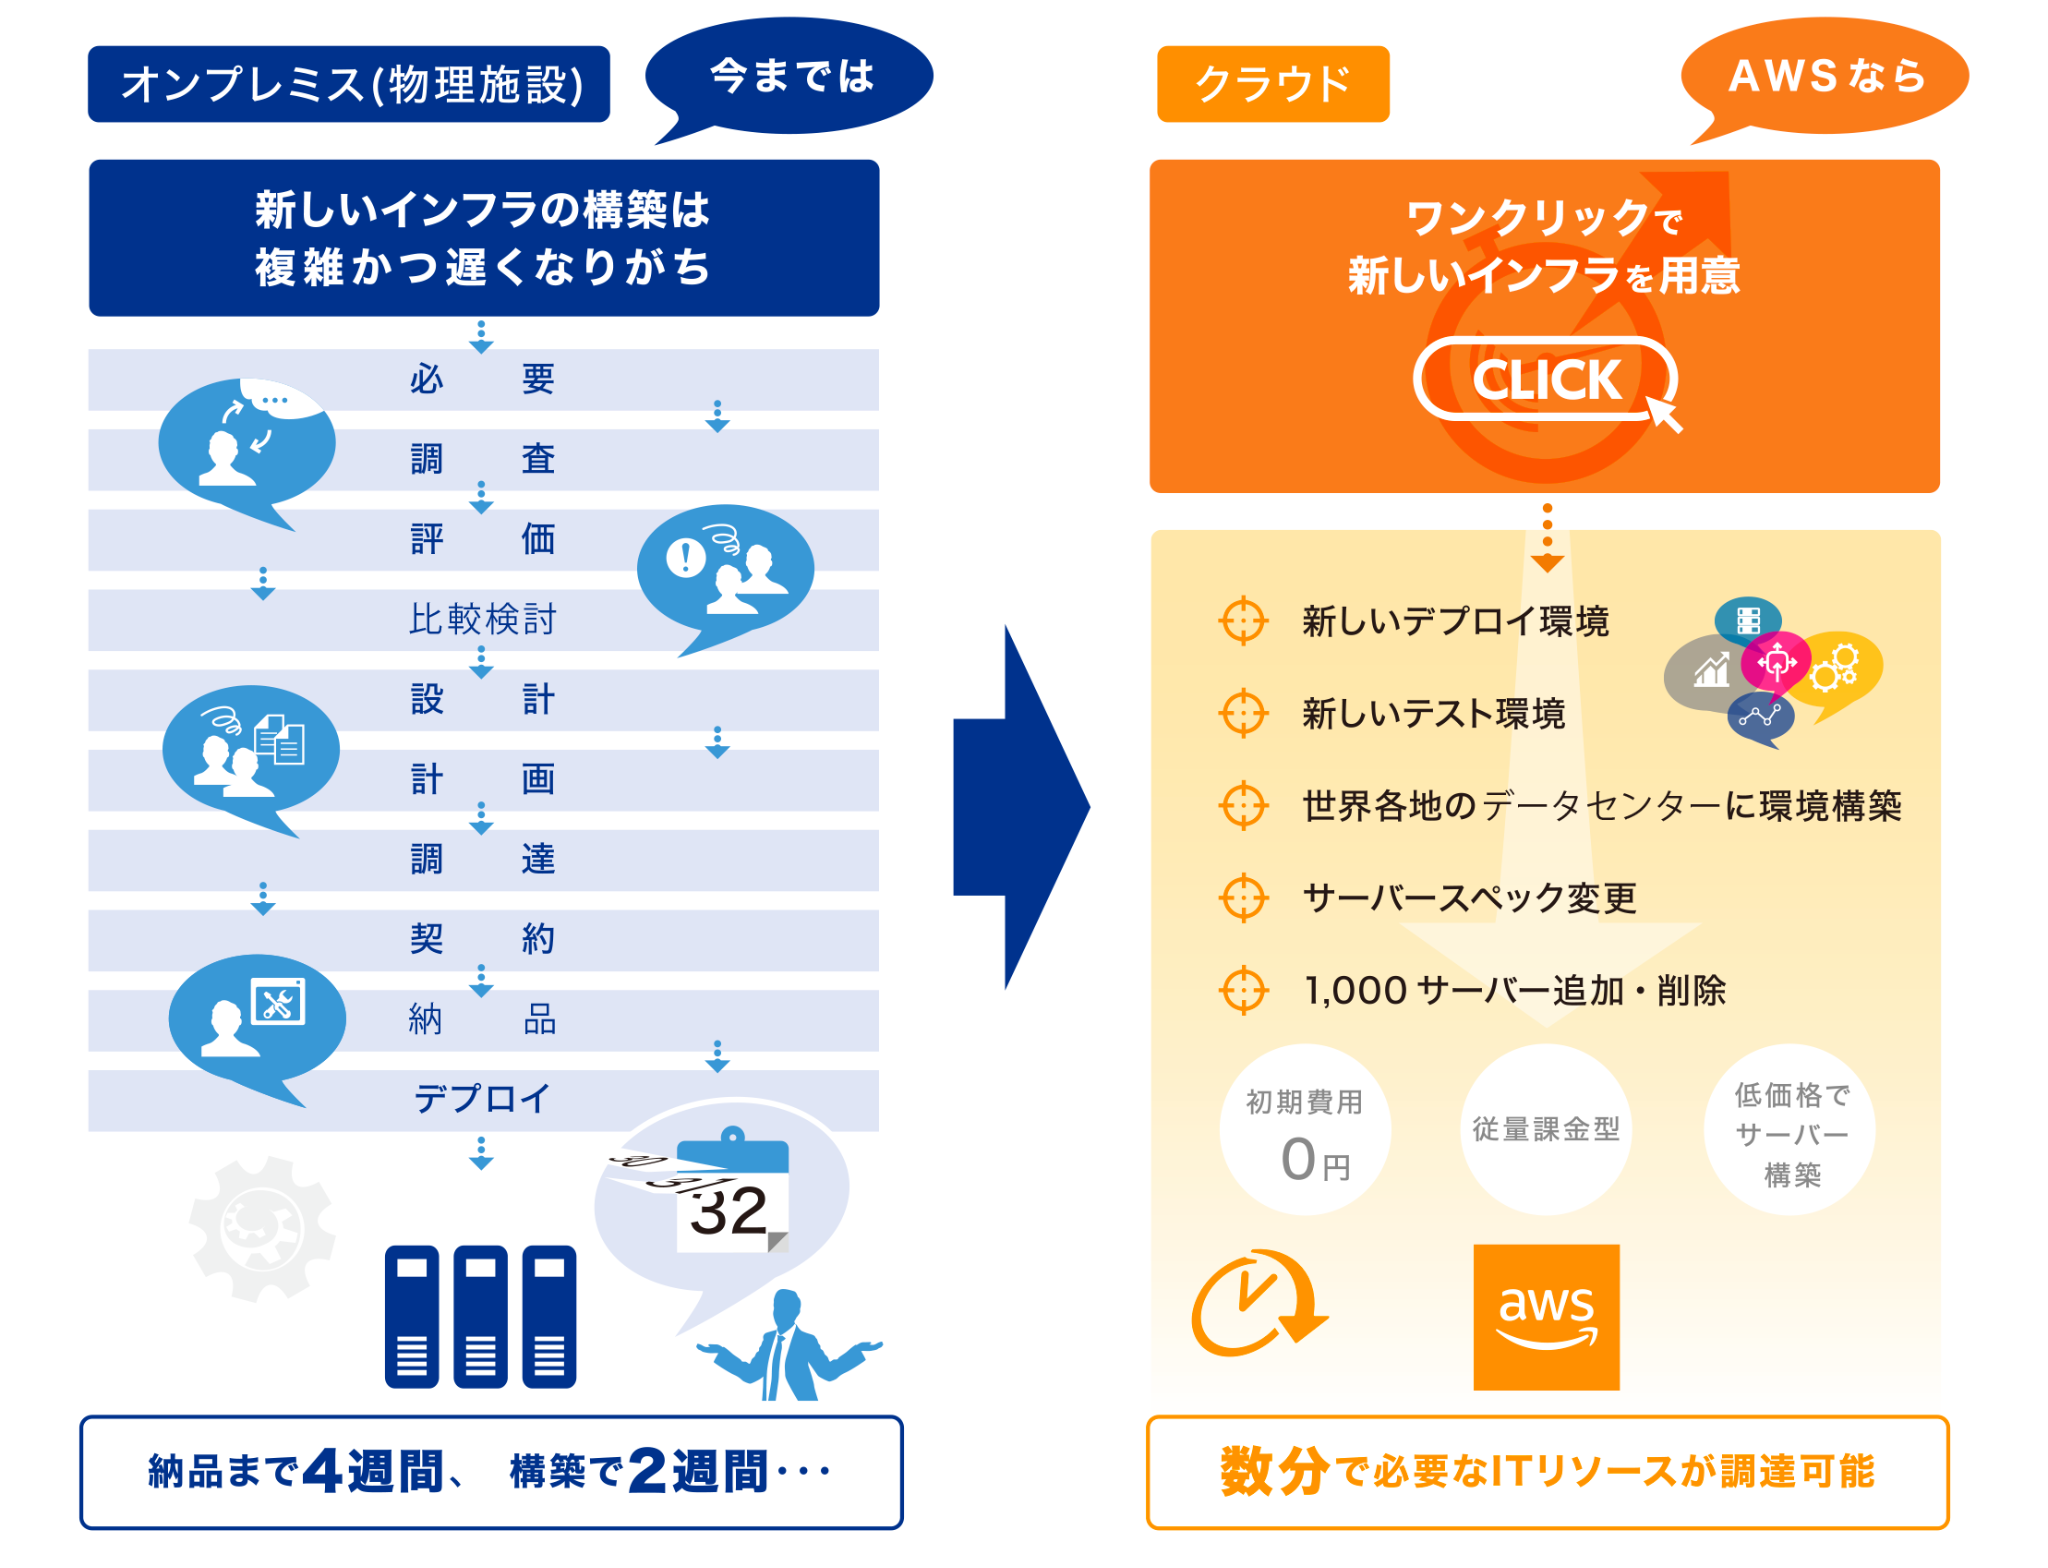 オンプレミス(物理施設)
今までは
新しいインフラの構築は
複雑かつ遅くなりがち
必要
調査
評価
比較検討
設計
計画
調達
契約
納品
デプロイ
30
31
32
納品まで4週間、 構築で2週間･･･
クラウド
AWSなら
ワンクリックで
新しいインフラを用意
CLICK
新しいデプロイ環境
新しいテスト環境
世界各地のデータセンターに環境構築
サーバースペック変更
1,000 サーバー追加・削除
初期費用
0円
従量課金型
低価格で
サーバー
構築
aws
数分で必要なITリソースが調達可能